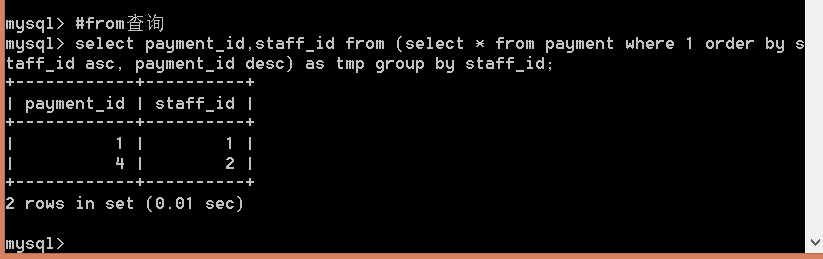 mysql> #from查询
mysql> select payment_id,staff_id from (select * from payment where 1 order by s
taff_id asc, payment_id desc) as tmp group by staff_id;
+------------+----------+
| payment_id | staff_id |
+------------+----------+
|          1 |        1 |
|          4 |        2 |
+------------+----------+
2 rows in set (0.01 sec)
mysql>